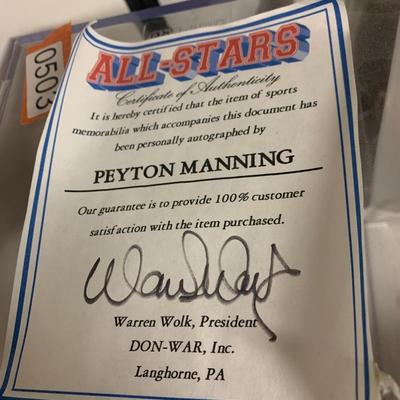 0503
ALL-STARS
Certificate of Authenticity
It is hereby certified that the item of sports
memorabilia which accompanies this document has
been personally autographed by
PEYTON MANNING
Our guarantee is to provide 100% customer
satisfaction with the item purchased.
Warren Wolk, President
DON-WAR, Inc.
Langhorne, PA